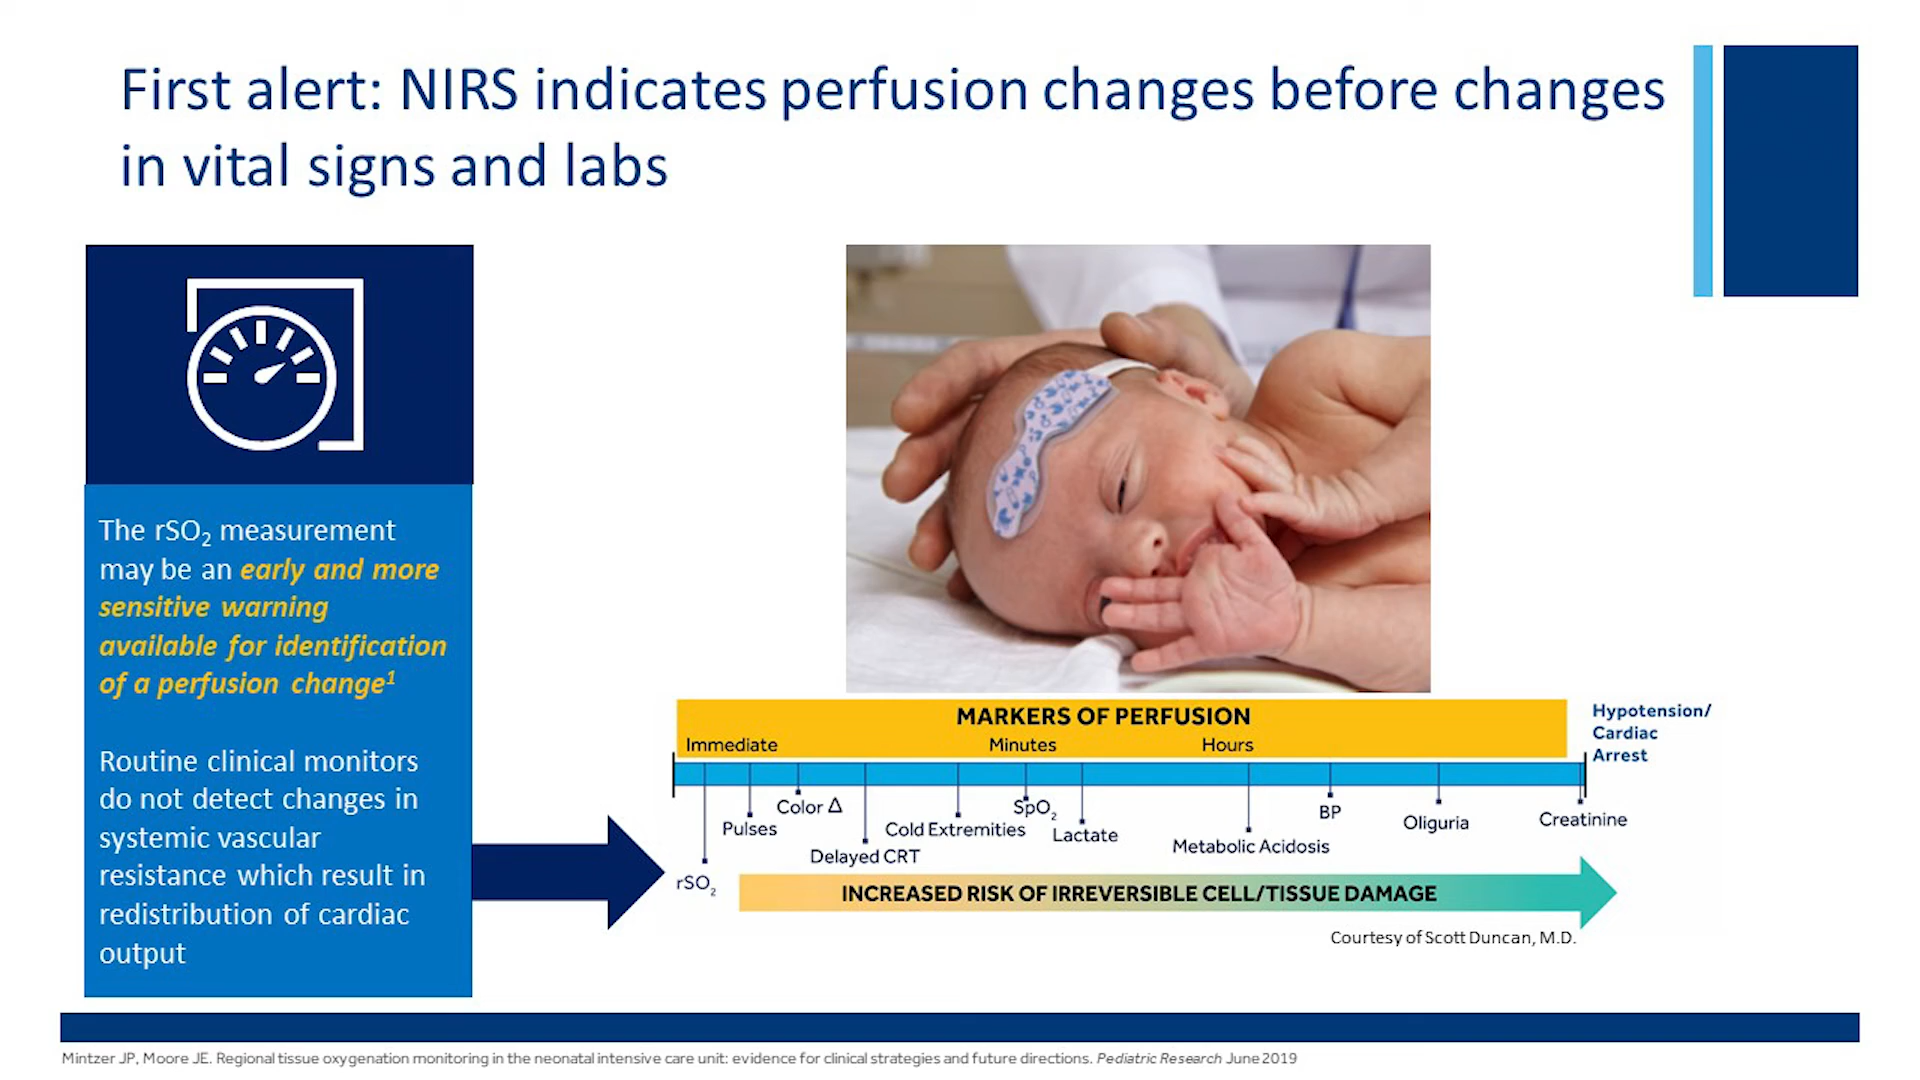 First alert: NIRS indicates perfusion changes before changes
in vital signs and labs
The rSO₂ measurement
may be an early and more
sensitive warning
available for identification
of a perfusion change¹
Routine clinical monitors
do not detect changes in
systemic vascular
resistance which result in
redistribution of cardiac
output
MARKERS OF PERFUSION
Immediate Minutes Hours
Hypotension/
Cardiac
Arrest
rSO₂
Pulses
Color Δ
Delayed CRT
Cold Extremities
SpO₂
Lactate
Metabolic Acidosis
BP
Oliguria
Creatinine
INCREASED RISK OF IRREVERSIBLE CELL/TISSUE DAMAGE
Courtesy of Scott Duncan, M.D.
Mintzer JP, Moore JE. Regional tissue oxygenation monitoring in the neonatal intensive care unit: evidence for clinical strategies and future directions. Pediatric Research June 2019